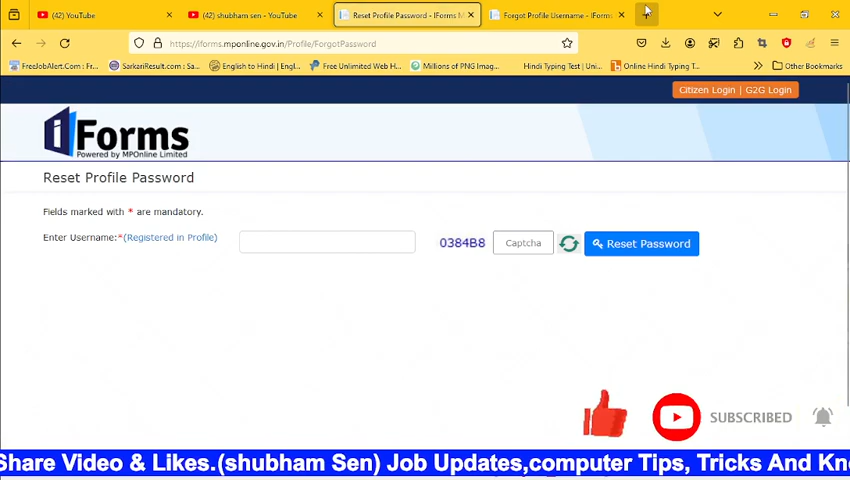 (42) YouTube
(42) shubham sen - YouTube
Reset Profile Password - IForms M
Forgot Profile Username - IForms
https://iforms.mponline.gov.in/Profile/ForgotPassword
FreeJobAlert.Com : Fr...
SarkariResult.com : Sa...
English to Hindi | Engl...
Free Unlimited Web H...
Millions of PNG Imag...
Hindi Typing Test | Uni...
Online Hindi Typing T...
Other Bookmarks
Citizen Login | G2G Login
iForms
Powered by MPOnline Limited
Reset Profile Password
Fields marked with * are mandatory.
Enter Username:*(Registered in Profile)
0384B8
Captcha
Reset Password
SUBSCRIBED
Share Video & Likes.(shubham Sen) Job Updates,computer Tips, Tricks And Kn